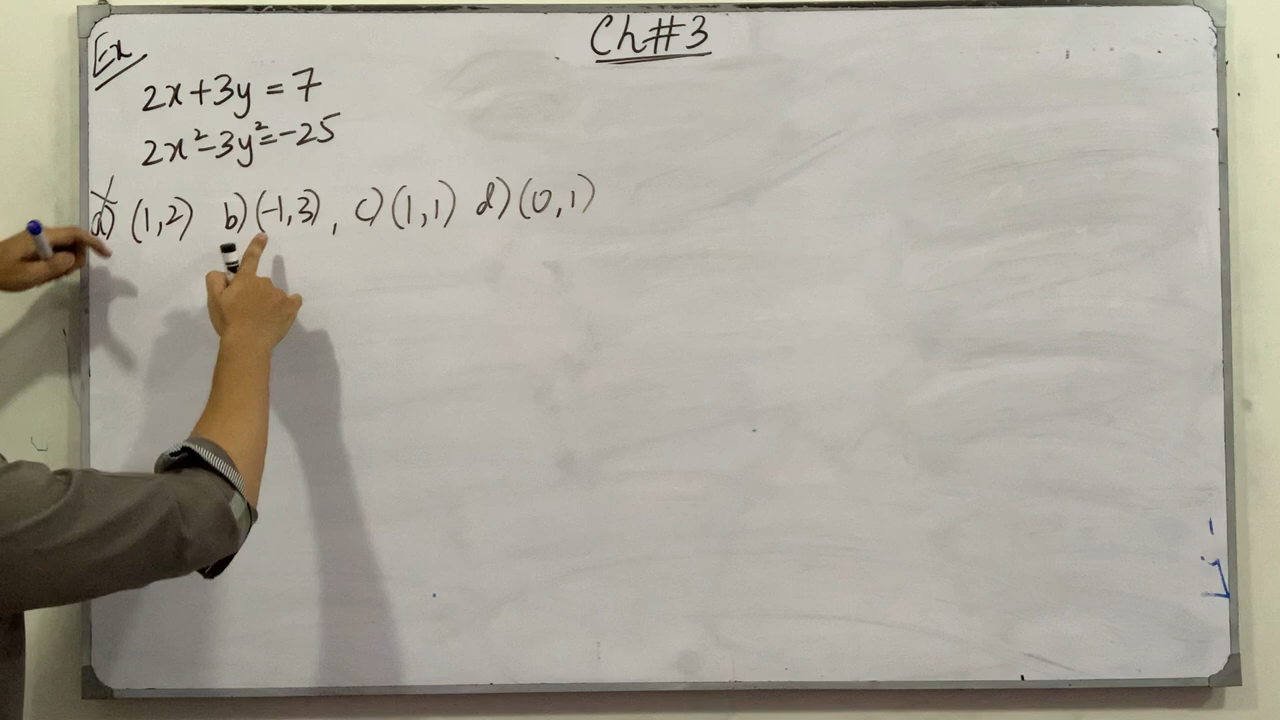 Ch#3
Ex
2x+3y=7
2x²-3y²=-25
a) (1,2) b)(-1,3), c)(1,1) d)(0,1)